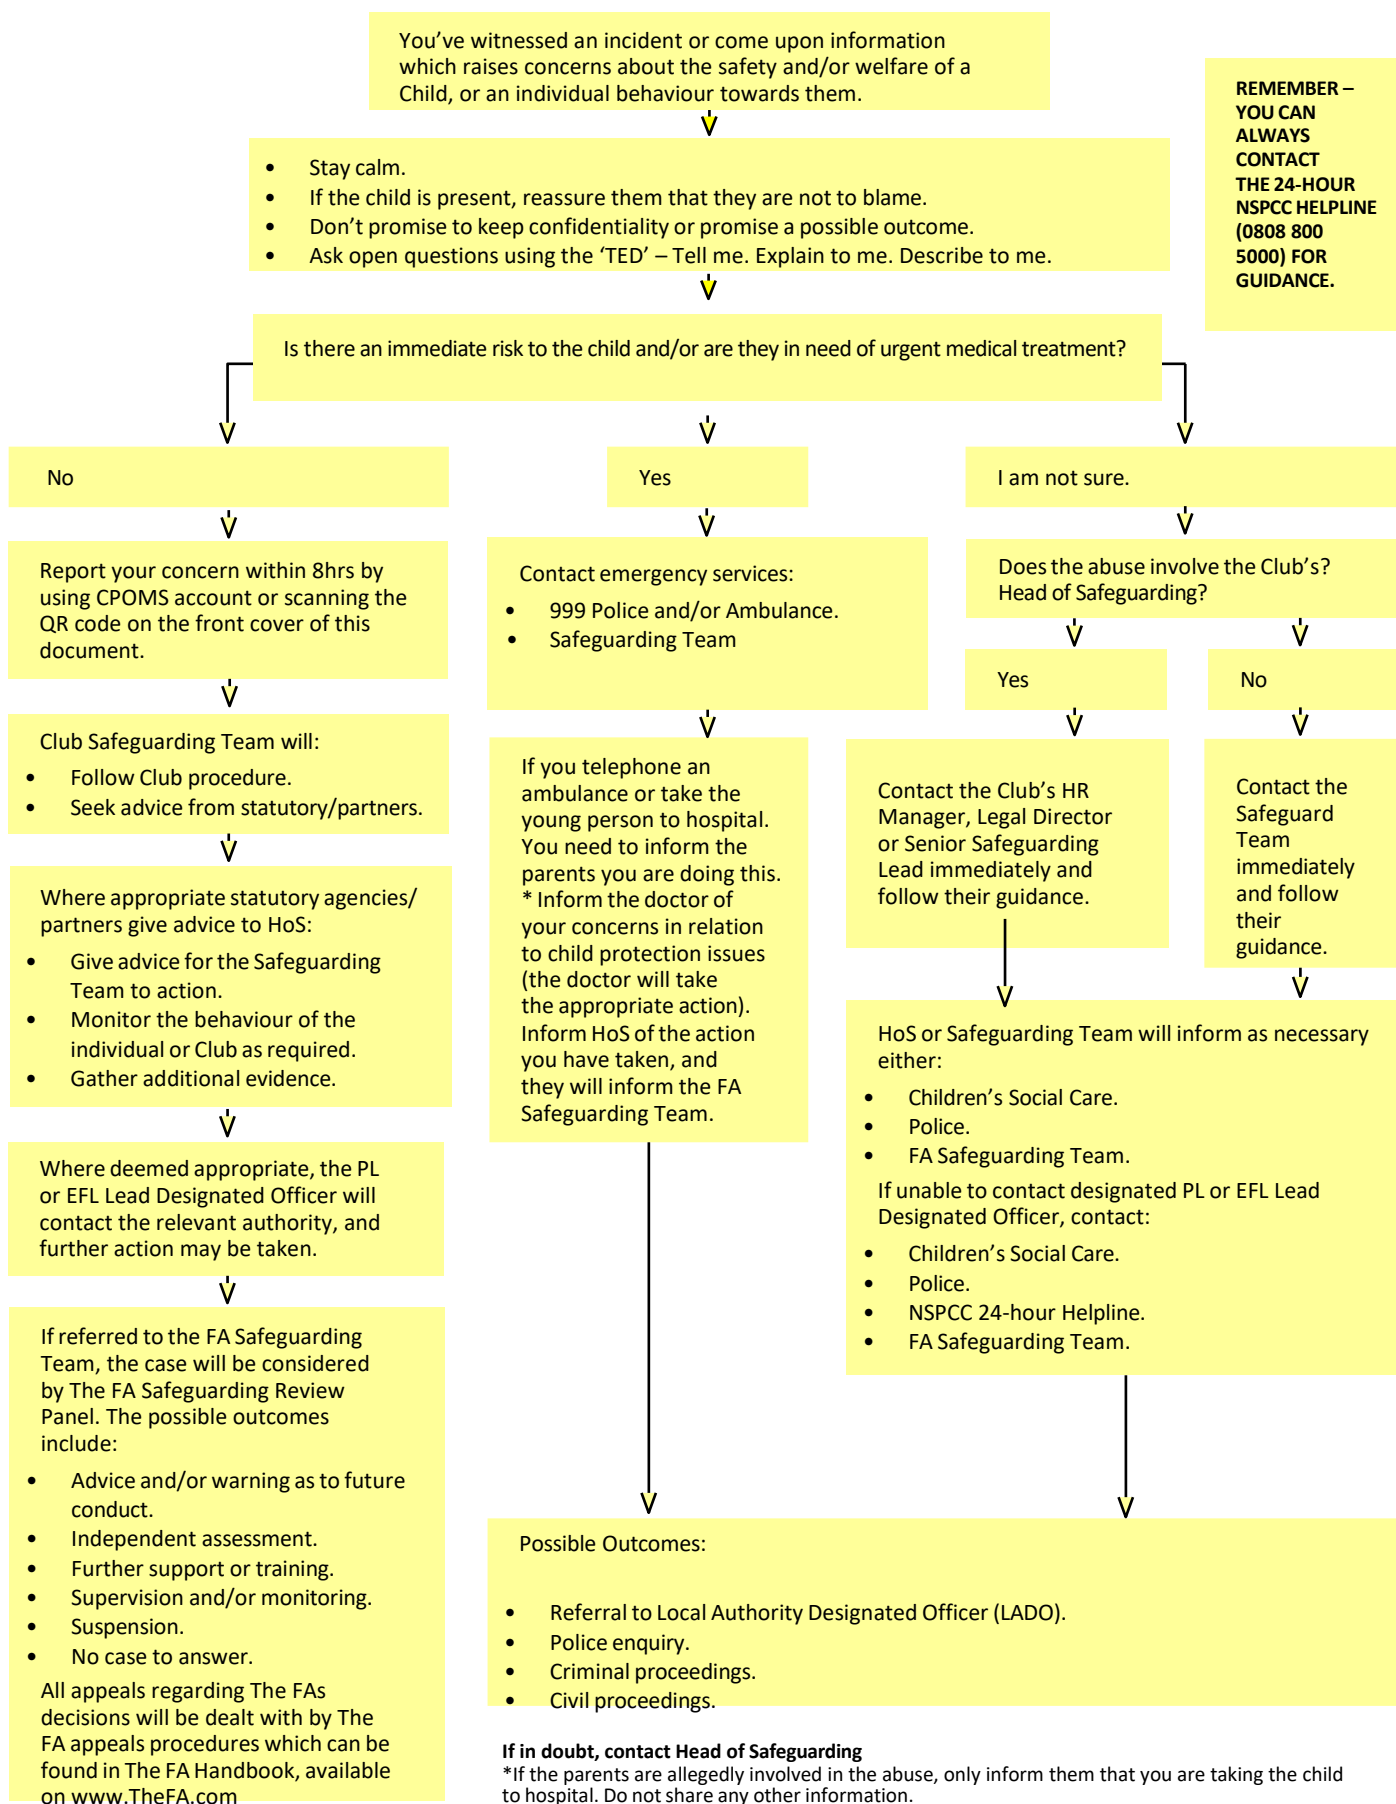 You’ve witnessed an incident or come upon information
which raises concerns about the safety and/or welfare of a
Child, or an individual behaviour towards them.
REMEMBER –
YOU CAN
ALWAYS
CONTACT
THE 24-HOUR
NSPCC HELPLINE
(0808 800
5000) FOR
GUIDANCE.
• Stay calm.
• If the child is present, reassure them that they are not to blame.
• Don’t promise to keep confidentiality or promise a possible outcome.
• Ask open questions using the ‘TED’ – Tell me. Explain to me. Describe to me.
Is there an immediate risk to the child and/or are they in need of urgent medical treatment?
No
Report your concern within 8hrs by
using CPOMS account or scanning the
QR code on the front cover of this
document.
Club Safeguarding Team will:
• Follow Club procedure.
• Seek advice from statutory/partners.
Where appropriate statutory agencies/
partners give advice to HoS:
• Give advice for the Safeguarding
Team to action.
• Monitor the behaviour of the
individual or Club as required.
• Gather additional evidence.
Where deemed appropriate, the PL
or EFL Lead Designated Officer will
contact the relevant authority, and
further action may be taken.
If referred to the FA Safeguarding
Team, the case will be considered
by The FA Safeguarding Review
Panel. The possible outcomes
include:
• Advice and/or warning as to future
conduct.
• Independent assessment.
• Further support or training.
• Supervision and/or monitoring.
• Suspension.
• No case to answer.
All appeals regarding The FAs
decisions will be dealt with by The
FA appeals procedures which can be
found in The FA Handbook, available
on www.TheFA.com
Yes
Contact emergency services:
• 999 Police and/or Ambulance.
• Safeguarding Team
If you telephone an
ambulance or take the
young person to hospital.
You need to inform the
parents you are doing this.
* Inform the doctor of
your concerns in relation
to child protection issues
(the doctor will take
the appropriate action).
Inform HoS of the action
you have taken, and
they will inform the FA
Safeguarding Team.
I am not sure.
Does the abuse involve the Club’s?
Head of Safeguarding?
Yes
Contact the Club’s HR
Manager, Legal Director
or Senior Safeguarding
Lead immediately and
follow their guidance.
No
Contact the
Safeguard
Team
immediately
and follow
their
guidance.
HoS or Safeguarding Team will inform as necessary
either:
• Children’s Social Care.
• Police.
• FA Safeguarding Team.
If unable to contact designated PL or EFL Lead
Designated Officer, contact:
• Children’s Social Care.
• Police.
• NSPCC 24-hour Helpline.
• FA Safeguarding Team.
Possible Outcomes:
• Referral to Local Authority Designated Officer (LADO).
• Police enquiry.
• Criminal proceedings.
• Civil proceedings.
If in doubt, contact Head of Safeguarding
*If the parents are allegedly involved in the abuse, only inform them that you are taking the child
to hospital. Do not share any other information.